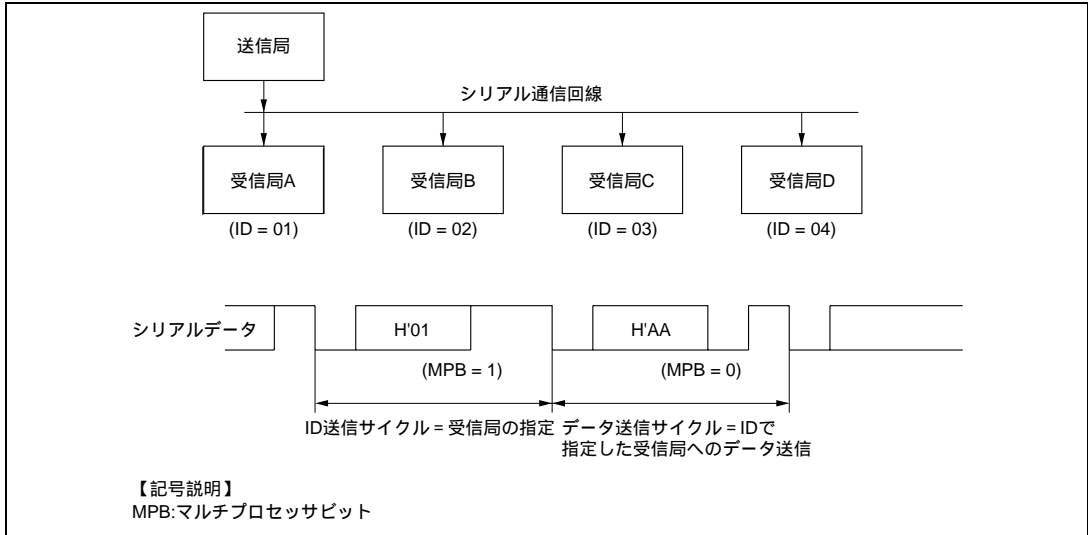 送信局
シリアル通信回線
受信局A
受信局B
受信局C
受信局D
(ID = 01)
(ID = 02)
(ID = 03)
(ID = 04)
シリアルデータ
H'01
H'AA
(MPB = 1)
(MPB = 0)
ID送信サイクル = 受信局の指定
データ送信サイクル = IDで
指定した受信局へのデータ送信
【記号説明】
MPB:マルチプロセッサビット